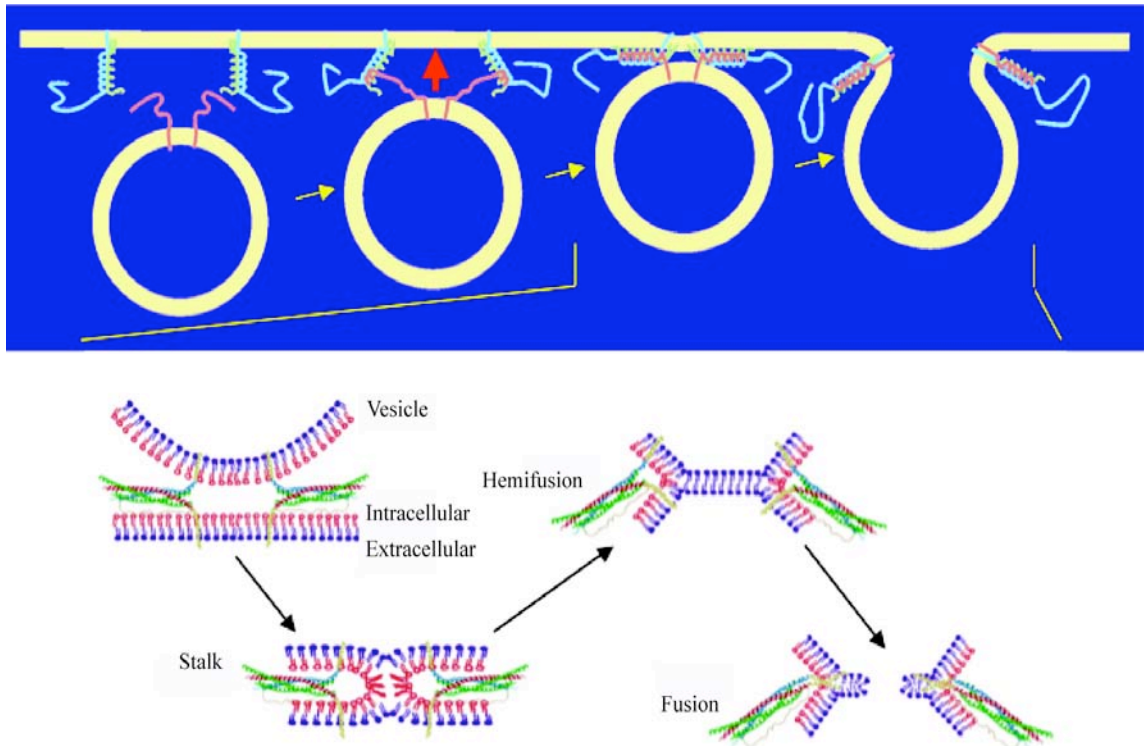 Vesicle
Hemifusion
Intracellular
Extracellular
Stalk
Fusion